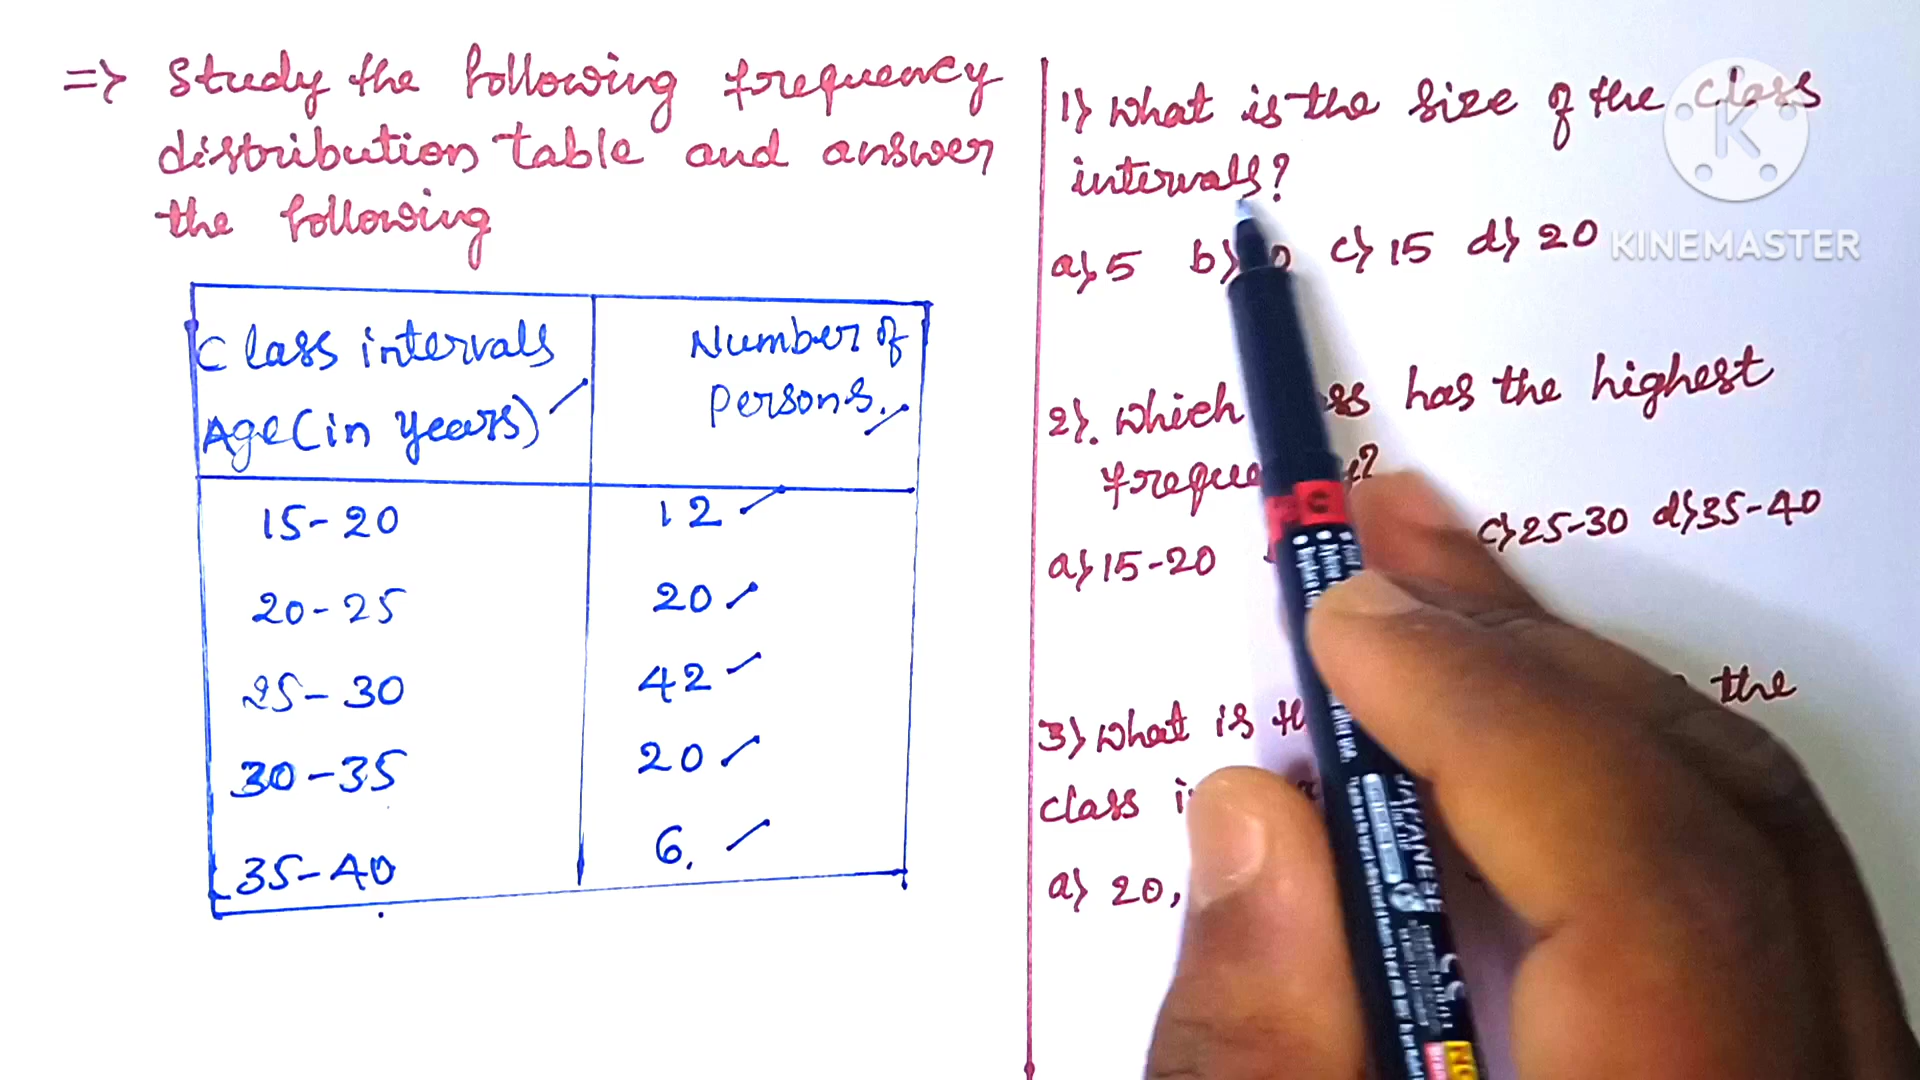 => Study the following frequency
distribution table and answer
the following
Class intervals
Age (in years)
Number of
Persons.
15-20 12
20-25 20
25-30 42
30-35 20
35-40 6.
1) What is the size of the class
intervals?
a) 5 b) c) 15 d) 20
2). Which has the highest
a) 15-20 c) 25-30 d) 35-40
3) What is the
class
a) 20,
K
KINEMASTER
JAPANESE